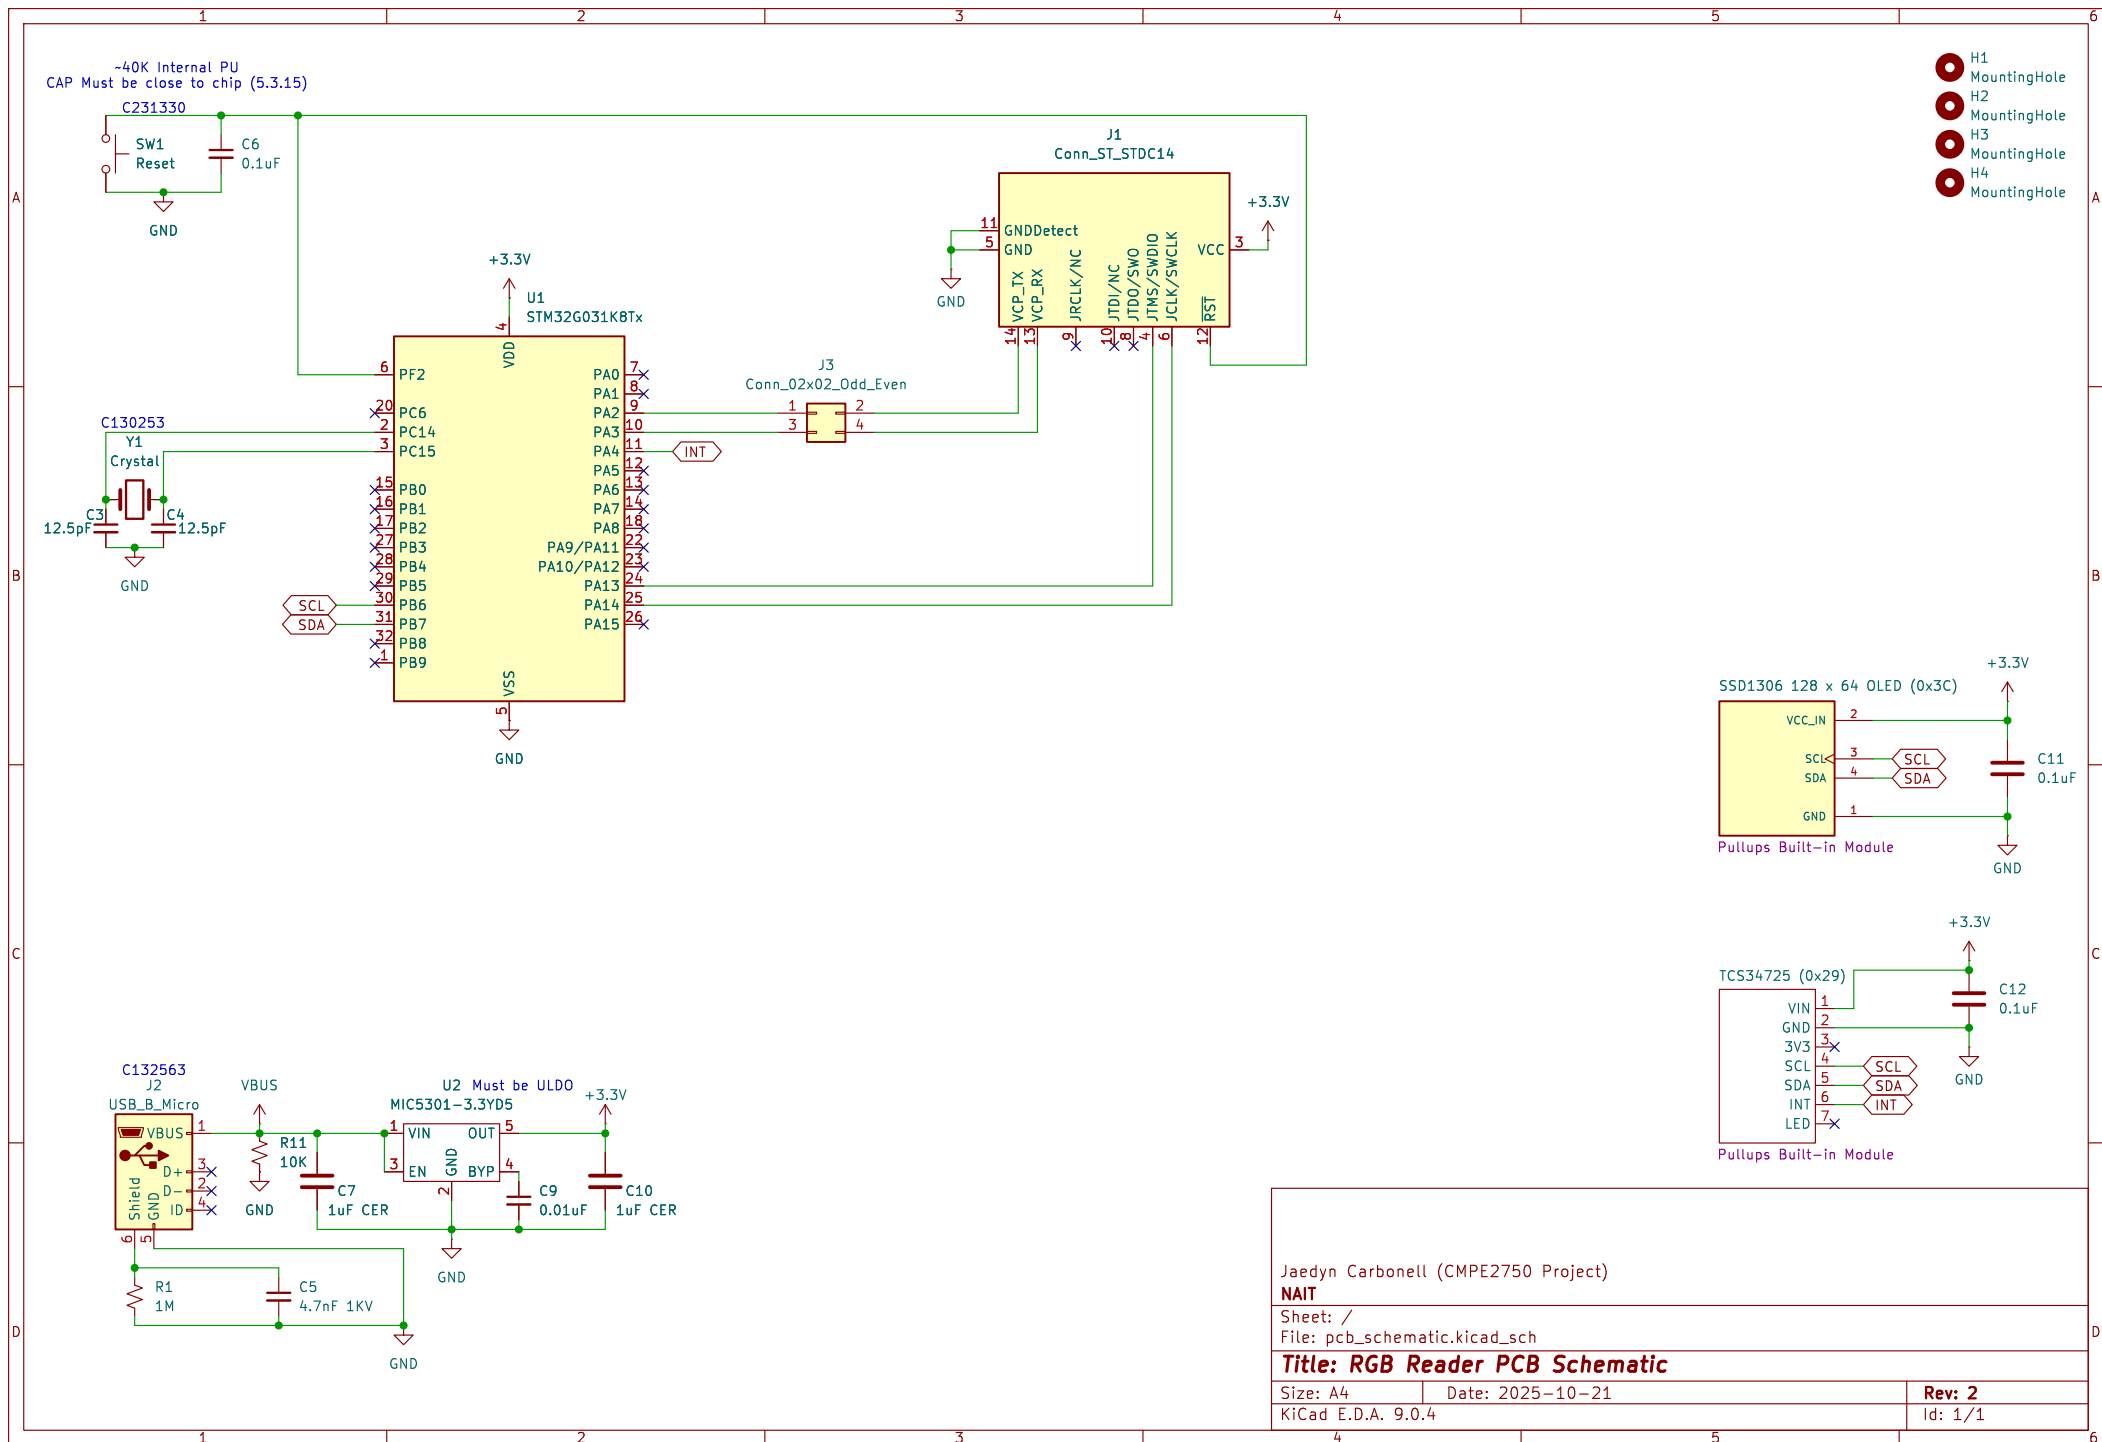 1 2 3 4 5 6
~40K Internal PU
CAP Must be close to chip (5.3.15)
C231330
SW1
Reset
C6
0.1uF
GND
H1
MountingHole
H2
MountingHole
H3
MountingHole
H4
MountingHole
A
A
J1
Conn_ST_STDC14
11 GNDDetect
5 GND
VCC 3
+3.3V
GND
14 VCP_TX
13 VCP_RX
9 JRCLK/NC
10 JTDI/NC
8 JTDO/SWO
4 JTMS/SWDIO
6 JCLK/SWCLK
12 RST
+3.3V
U1
STM32G031K8Tx
4 VDD
6 PF2
20 PC6
2 PC14
3 PC15
15 PB0
16 PB1
17 PB2
27 PB3
28 PB4
29 PB5
30 PB6
31 PB7
32 PB8
1 PB9
PA0 7
PA1 8
PA2 9
PA3 10
PA4 11
PA5 12
PA6 13
PA7 14
PA8 18
PA9/PA11 22
PA10/PA12 23
PA13 24
PA14 25
PA15 26
VSS 5
GND
SCL
SDA
INT
J3
Conn_02x02_Odd_Even
1 2
3 4
C130253
Y1
Crystal
C3
12.5pF
C4
12.5pF
GND
B
B
+3.3V
SSD1306 128 x 64 OLED (0x3C)
VCC_IN 2
SCL 3 SCL
SDA 4 SDA
GND 1
C11
0.1uF
Pullups Built-in Module
GND
C
C
+3.3V
TCS34725 (0x29)
VIN 1
GND 2
3V3 3
SCL 4 SCL
SDA 5 SDA
INT 6 INT
LED 7
C12
0.1uF
GND
Pullups Built-in Module
C132563
J2
USB_B_Micro
VBUS 1
D+ 3
D- 2
ID 4
Shield 6
GND 5
VBUS
R11
10K
GND
C7
1uF CER
U2 Must be ULDO
MIC5301-3.3YD5
1 VIN OUT 5
3 EN BYP 4
GND 2
+3.3V
C9
0.01uF
C10
1uF CER
GND
R1
1M
C5
4.7nF 1KV
GND
D
D
Jaedyn Carbonell (CMPE2750 Project)
NAIT
Sheet: /
File: pcb_schematic.kicad_sch
Title: RGB Reader PCB Schematic
Size: A4 Date: 2025-10-21 Rev: 2
KiCad E.D.A. 9.0.4 Id: 1/1
1 2 3 4 5 6